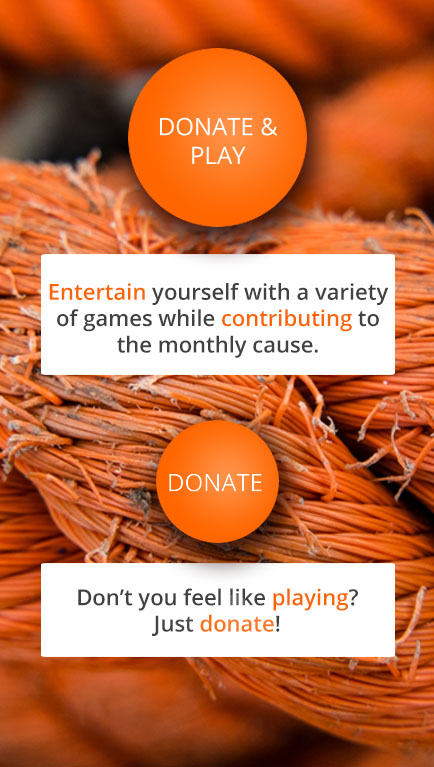 DONATE &
PLAY
Entertain yourself with a variety
of games while contributing to
the monthly cause.
DONATE
Don’t you feel like playing?
Just donate!